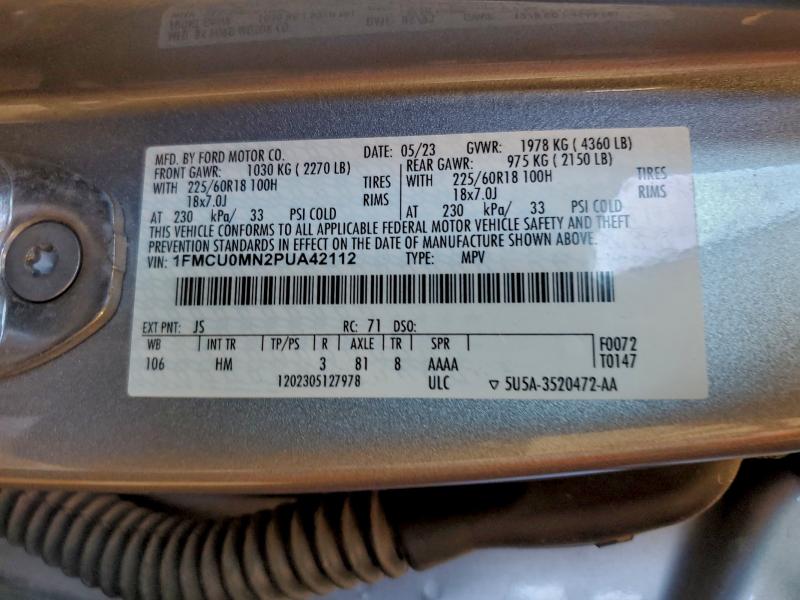 MFD. BY FORD MOTOR CO. DATE: 05/23 GVWR: 1978 KG ( 4360 LB)
FRONT GAWR: 1030 KG ( 2270 LB) REAR GAWR: 975 KG ( 2150 LB)
WITH 225/60R18 100H TIRES WITH 225/60R18 100H TIRES
18x7.0J RIMS 18x7.0J RIMS
AT 230 kPa/ 33 PSI COLD AT 230 kPa/ 33 PSI COLD
THIS VEHICLE CONFORMS TO ALL APPLICABLE FEDERAL MOTOR VEHICLE SAFETY AND THEFT
PREVENTION STANDARDS IN EFFECT ON THE DATE OF MANUFACTURE SHOWN ABOVE.
VIN: 1FMCU0MN2PUA42112 TYPE: MPV
EXT PNT: JS RC: 71 DSO:
WB INT TR TP/PS R AXLE TR SPR F0072
106 HM 3 81 8 AAAA T0147
1202305127978 ULC ▽ 5U5A-3520472-AA